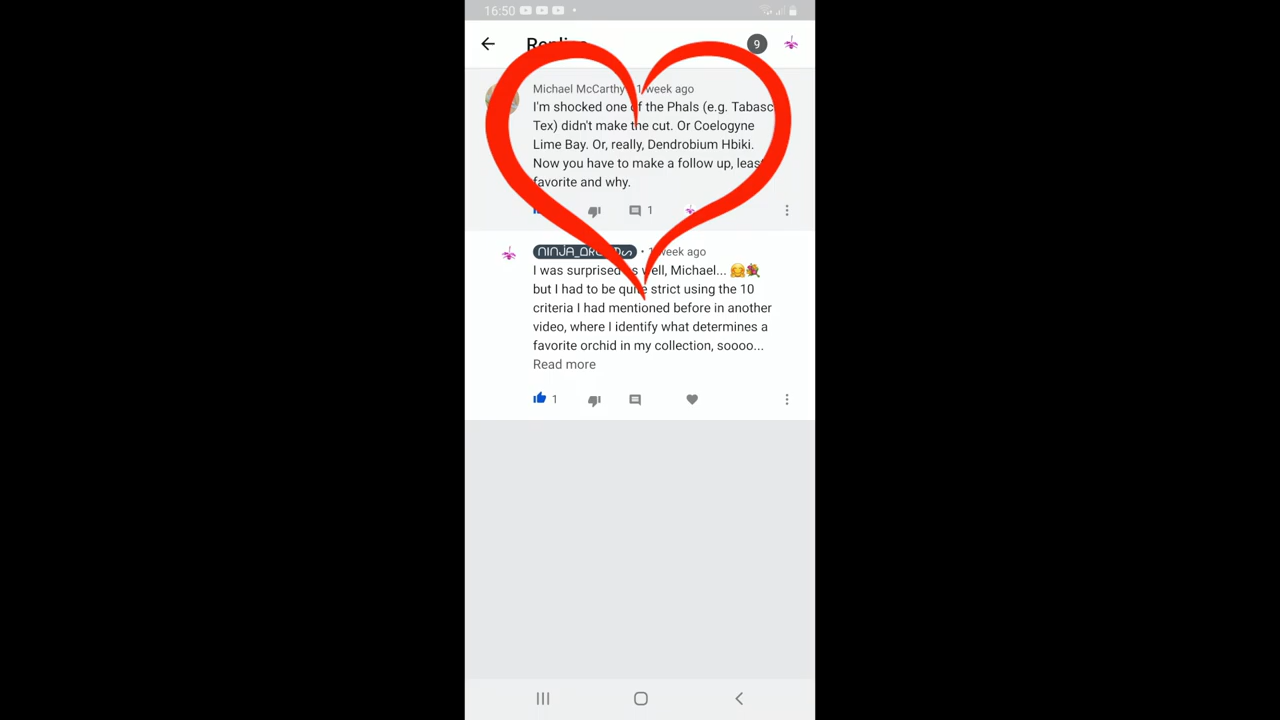 16:50
Replies
9
Michael McCarthy • 1 week ago
I'm shocked one of the Phals (e.g. Tabasc
Tex) didn't make the cut. Or Coelogyne
Lime Bay. Or, really, Dendrobium Hbiki.
Now you have to make a follow up, least
favorite and why.
1
• 1 week ago
I was surprised as well, Michael... 🤗💐
but I had to be quite strict using the 10
criteria I had mentioned before in another
video, where I identify what determines a
favorite orchid in my collection, soooo...
Read more
1